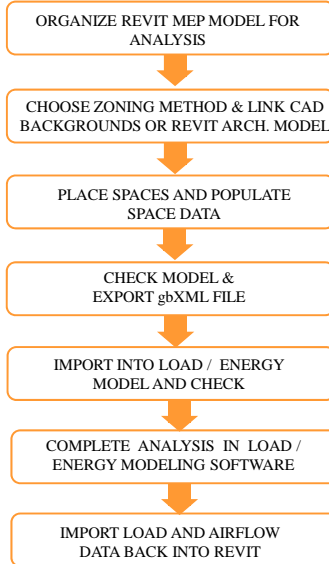 ORGANIZE REVIT MEP MODEL FOR
ANALYSIS
CHOOSE ZONING METHOD & LINK CAD
BACKGROUNDS OR REVIT ARCH. MODEL
PLACE SPACES AND POPULATE
SPACE DATA
CHECK MODEL &
EXPORT gbXML FILE
IMPORT INTO LOAD / ENERGY
MODEL AND CHECK
COMPLETE ANALYSIS IN LOAD /
ENERGY MODELING SOFTWARE
IMPORT LOAD AND AIRFLOW
DATA BACK INTO REVIT